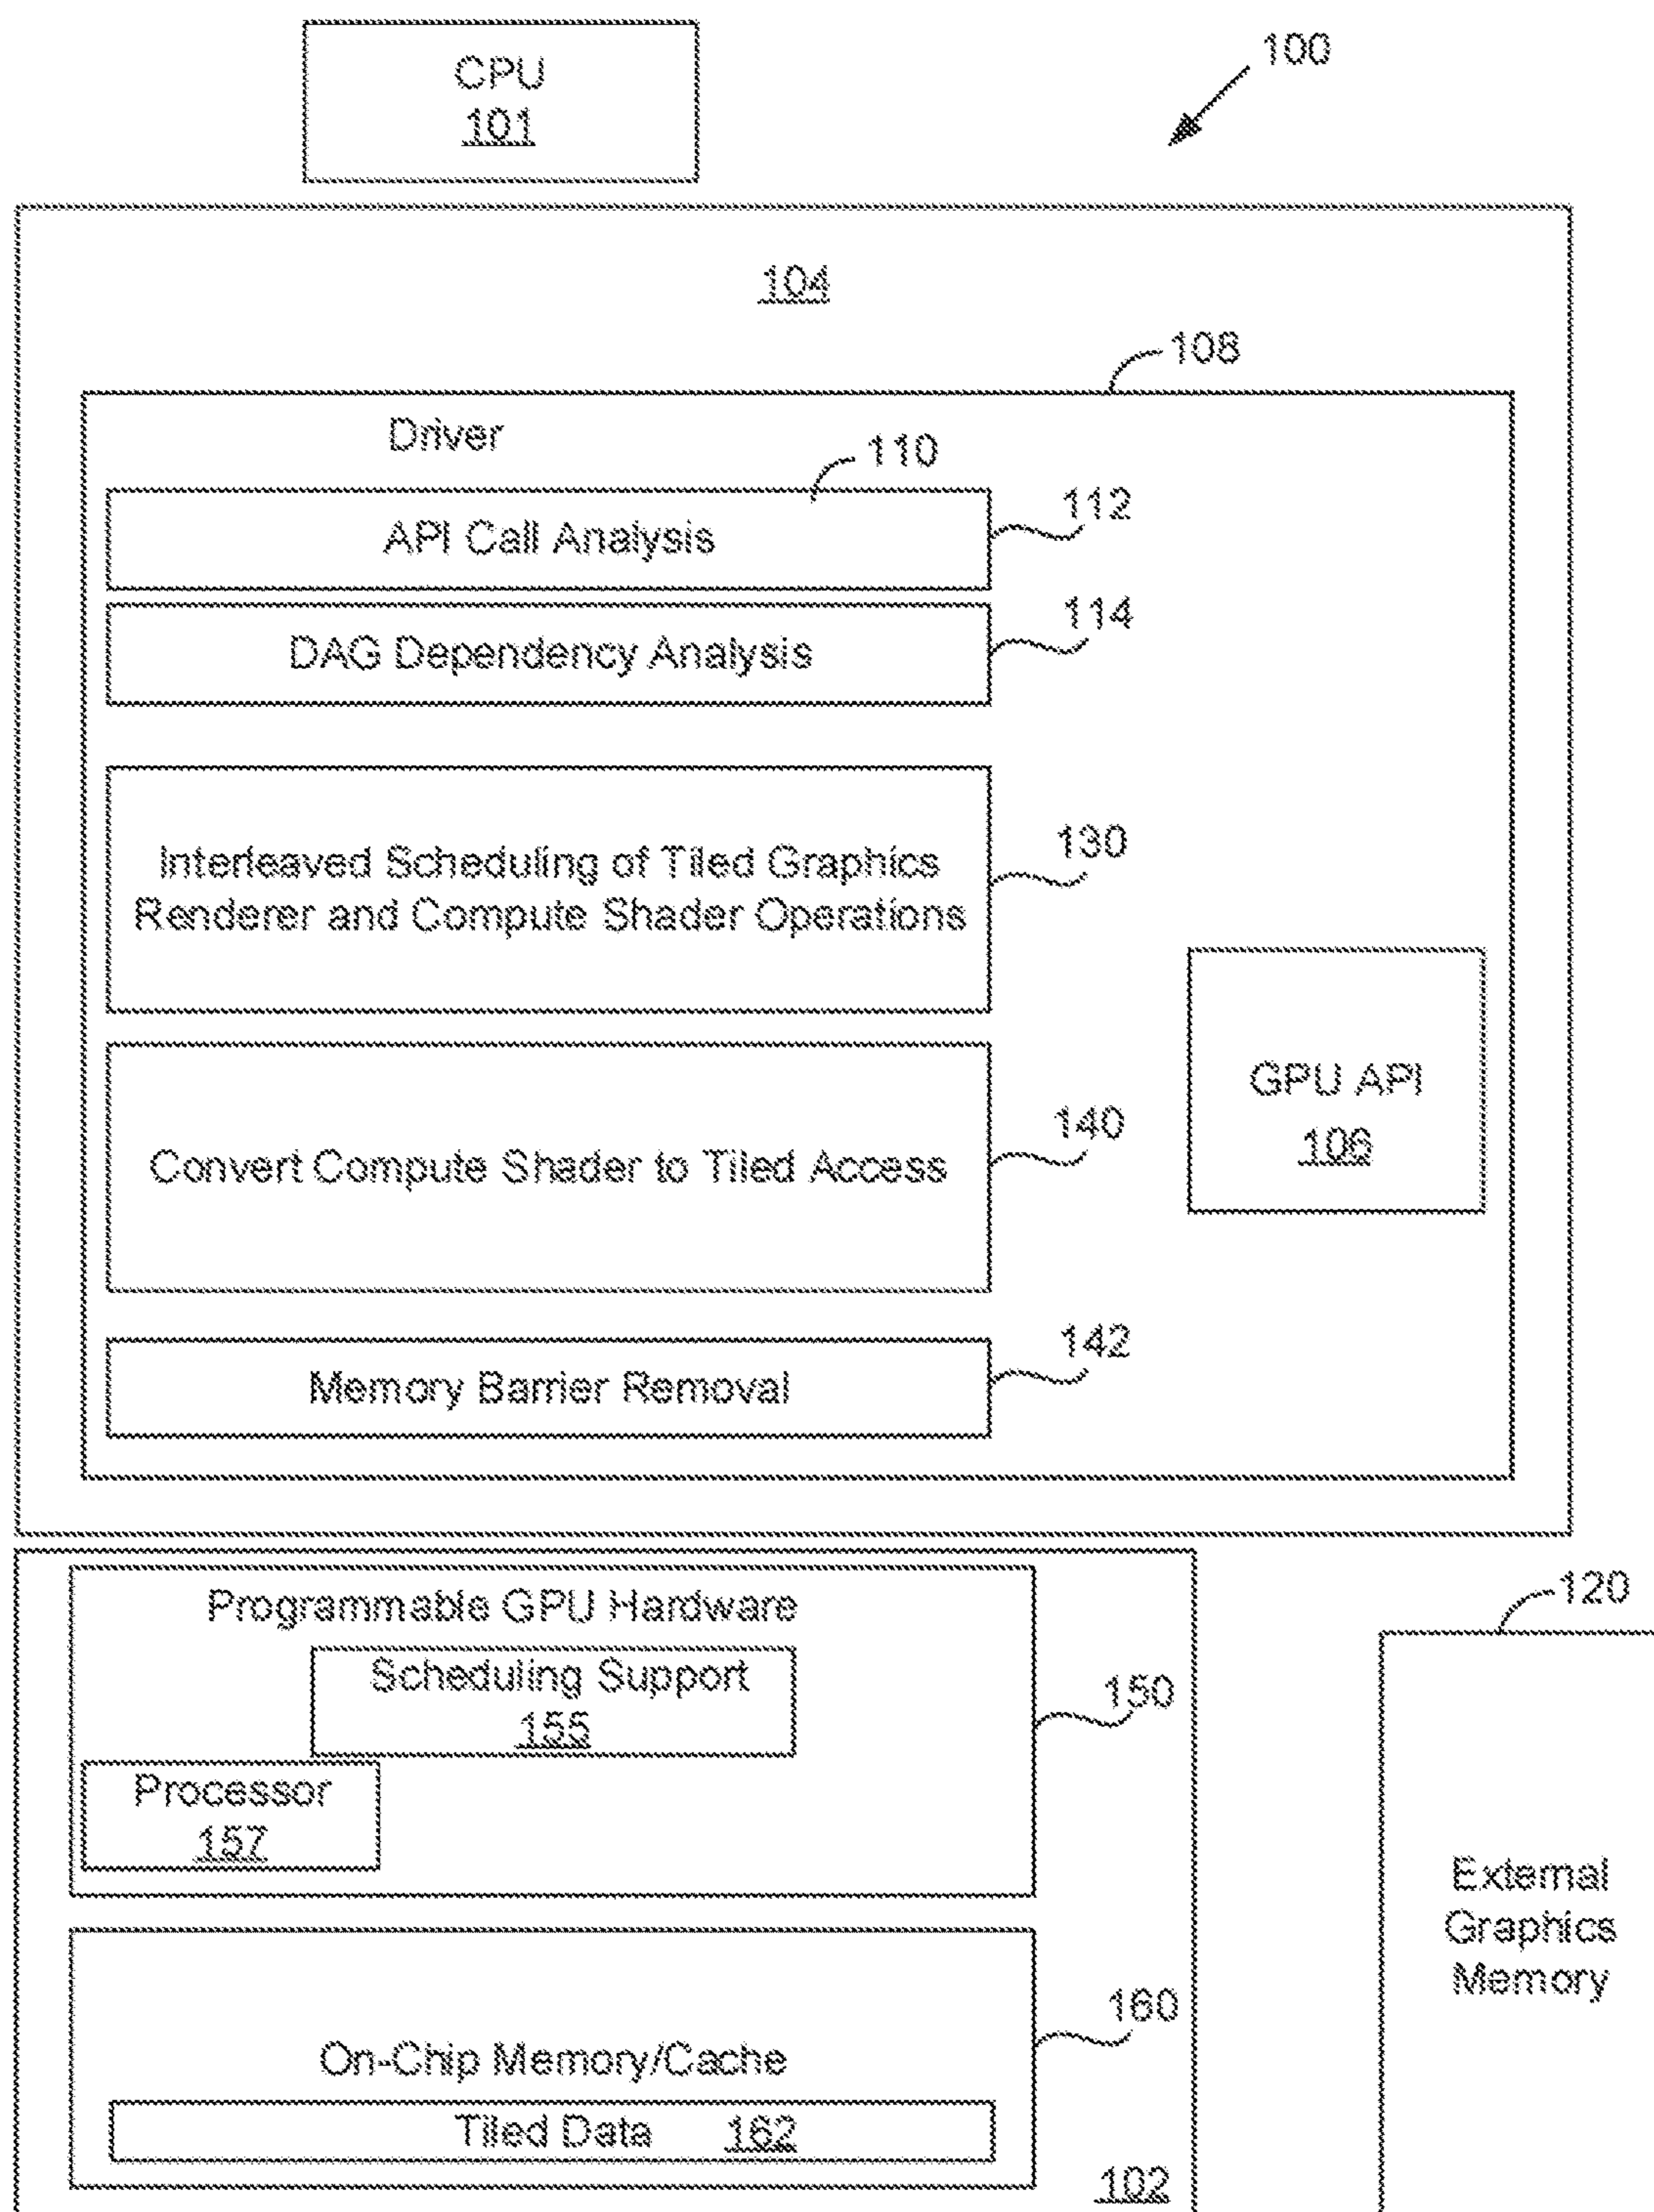 CPU
101
100
104
108
Driver
110
API Call Analysis
112
DAG Dependency Analysis
114
Interleaved Scheduling of Tiled Graphics
Renderer and Compute Shader Operations
130
Convert Compute Shader to Tiled Access
140
GPU API
106
Memory Barrier Removal
142
Programmable GPU Hardware
Scheduling Support
155
150
Processor
157
120
External
Graphics
Memory
On-Chip Memory/Cache
160
Tiled Data 162
102